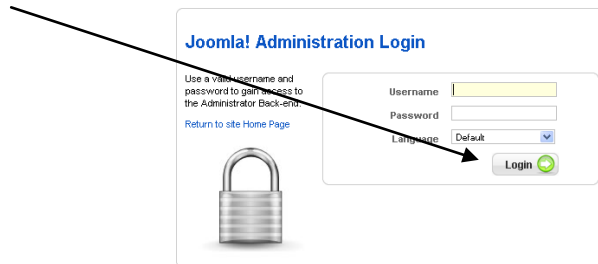 Joomla! Administration Login
Use a valid username and
password to gain access to
the Administrator Back-end.
Return to site Home Page
Username
Password
Language Default
Login